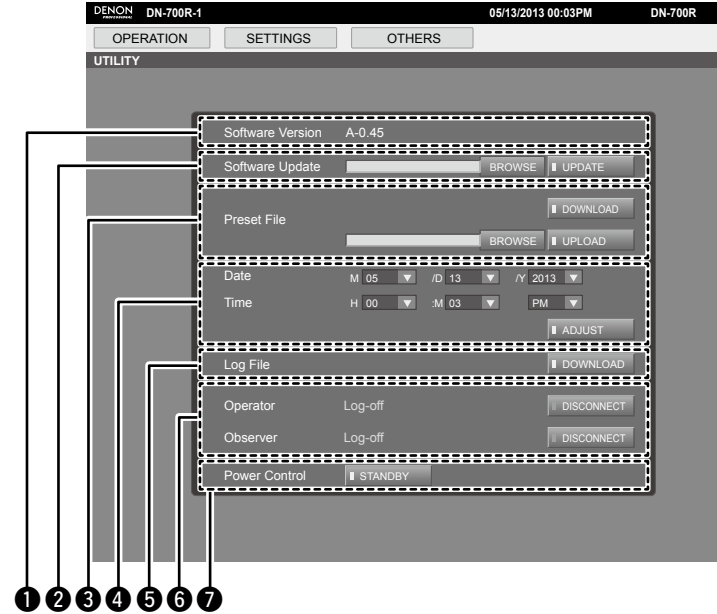 DENON PROFESSIONAL DN-700R-1 05/13/2013 00:03PM DN-700R
OPERATION SETTINGS OTHERS
UTILITY
Software Version A-0.45
Software Update BROWSE UPDATE
Preset File
DOWNLOAD
BROWSE UPLOAD
Date M 05 /D 13 /Y 2013
Time H 00 :M 03 PM
ADJUST
Log File DOWNLOAD
Operator Log-off DISCONNECT
Observer Log-off DISCONNECT
Power Control STANDBY
1 2 3 4 5 6 7